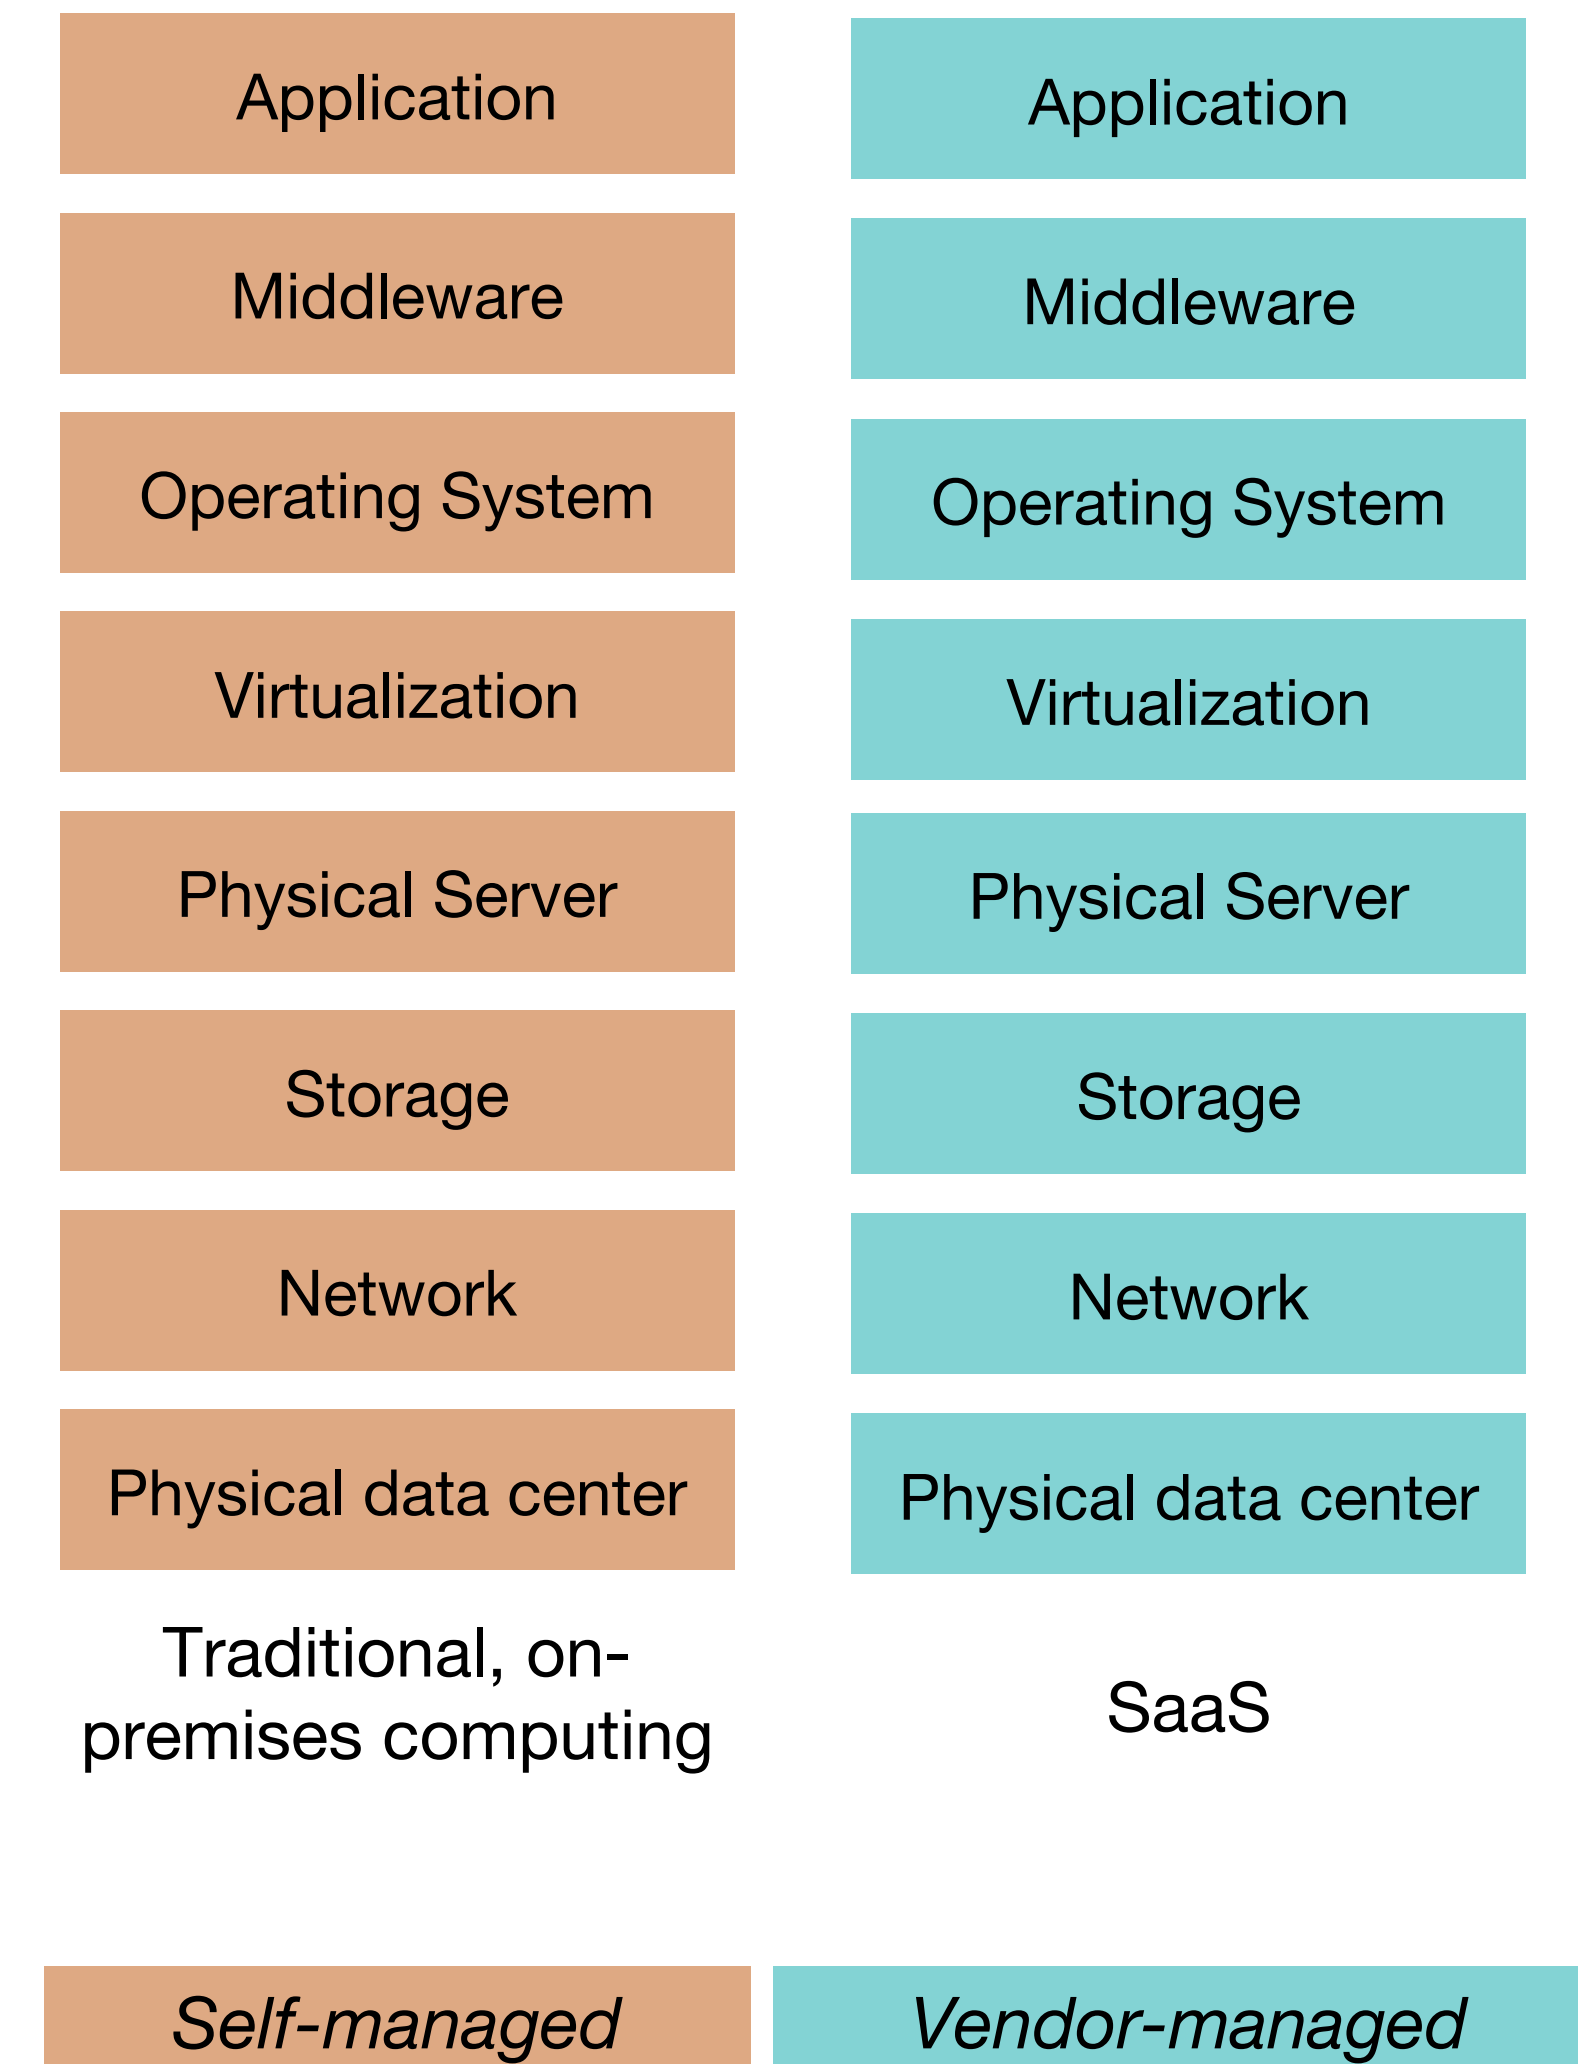 Application
Middleware
Operating System
Virtualization
Physical Server
Storage
Network
Physical data center
Traditional, on-
premises computing
Application
Middleware
Operating System
Virtualization
Physical Server
Storage
Network
Physical data center
SaaS
Self-managed
Vendor-managed